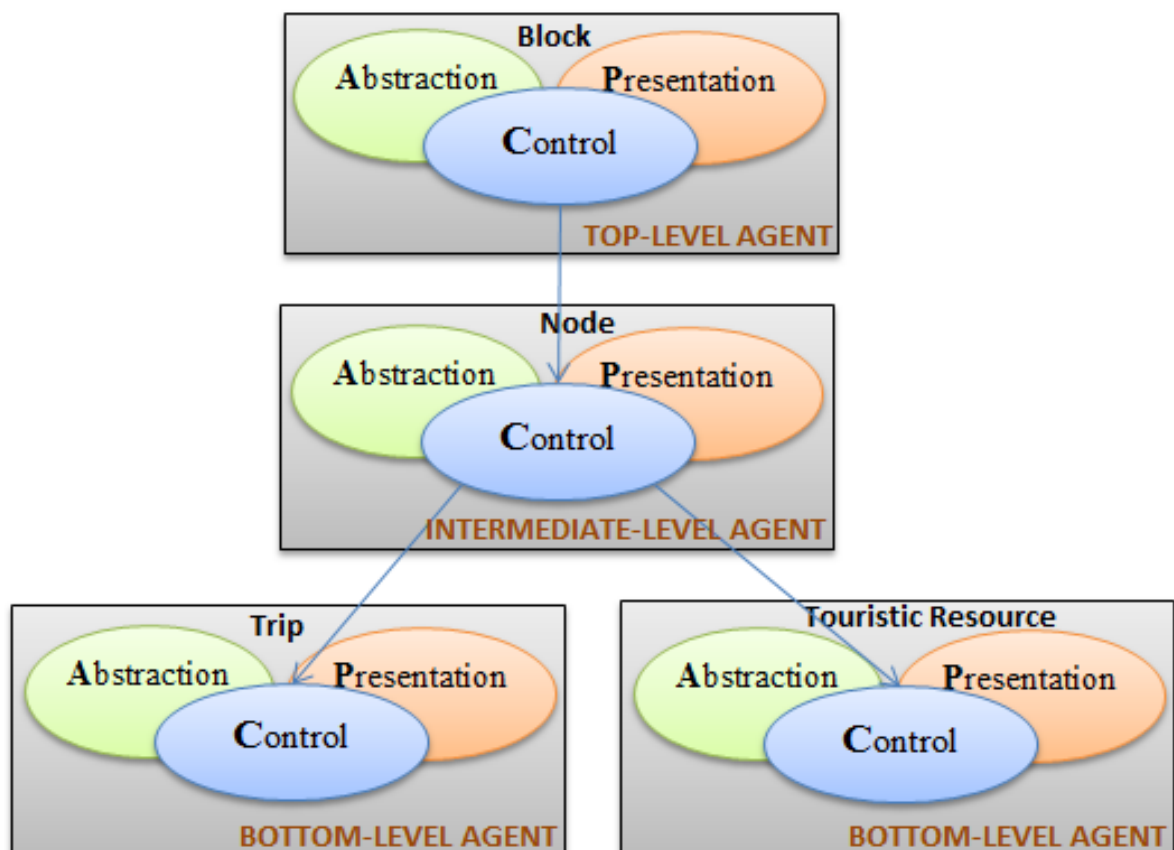 Block
Abstraction
Presentation
Control
TOP-LEVEL AGENT
Node
Abstraction
Presentation
Control
INTERMEDIATE-LEVEL AGENT
Trip
Abstraction
Presentation
Control
BOTTOM-LEVEL AGENT
Touristic Resource
Abstraction
Presentation
Control
BOTTOM-LEVEL AGENT